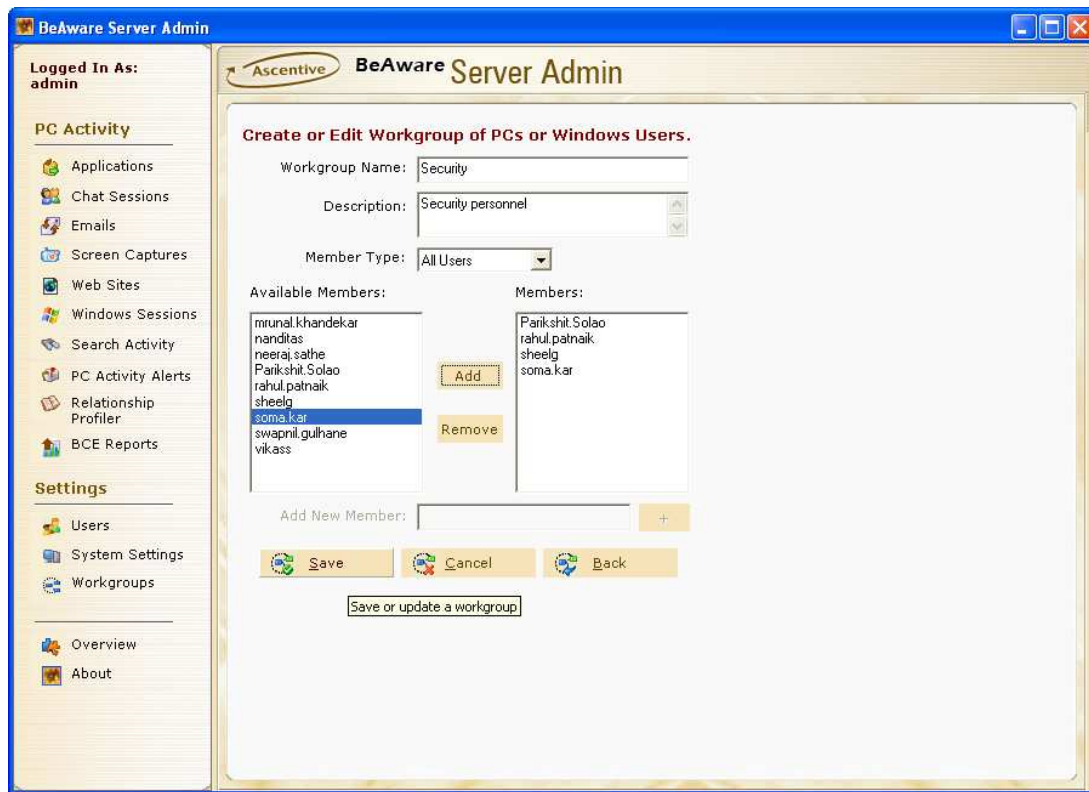 BeAware Server Admin
Logged In As:
admin
PC Activity
Applications
Chat Sessions
Emails
Screen Captures
Web Sites
Windows Sessions
Search Activity
PC Activity Alerts
Relationship
Profiler
BCE Reports
Settings
Users
System Settings
Workgroups
Overview
About
Ascentive BeAware Server Admin
Create or Edit Workgroup of PCs or Windows Users.
Workgroup Name: Security
Description: Security personnel
Member Type: All Users
Available Members:
mrunal.khandekar
nanditas
neeraj.sathe
Parikshit.Solao
rahul.patnaik
sheelg
soma.kar
swapnil.gulhane
vikass
Add
Remove
Members:
Parikshit.Solao
rahul.patnaik
sheelg
soma.kar
Add New Member: +
Save Cancel Back
Save or update a workgroup